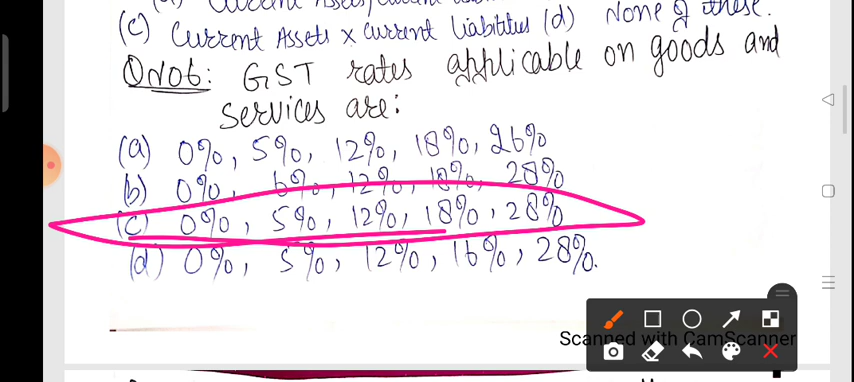 (c) Current Assets x Current Liabilities (d) None of these.
Q No 6: GST rates applicable on goods and
services are:
(a) 0%, 5%, 12%, 18%, 26%
b) 0%, 6%, 12%, 18%, 28%
(c) 0%, 5%, 12%, 18%, 28%
(d) 0%, 5%, 12%, 16%, 28%.
Scanned with CamScanner